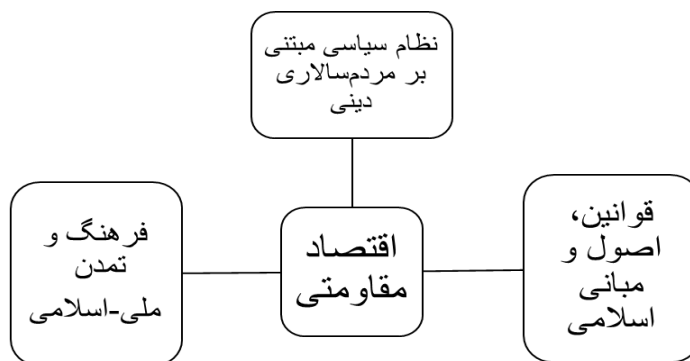 نظام سیاسی مبتنی
بر مردم‌سالاری
دینی
قوانین،
اصول و
مبانی
اسلامی
اقتصاد
مقاومتی
فرهنگ و
تمدن
ملی-اسلامی